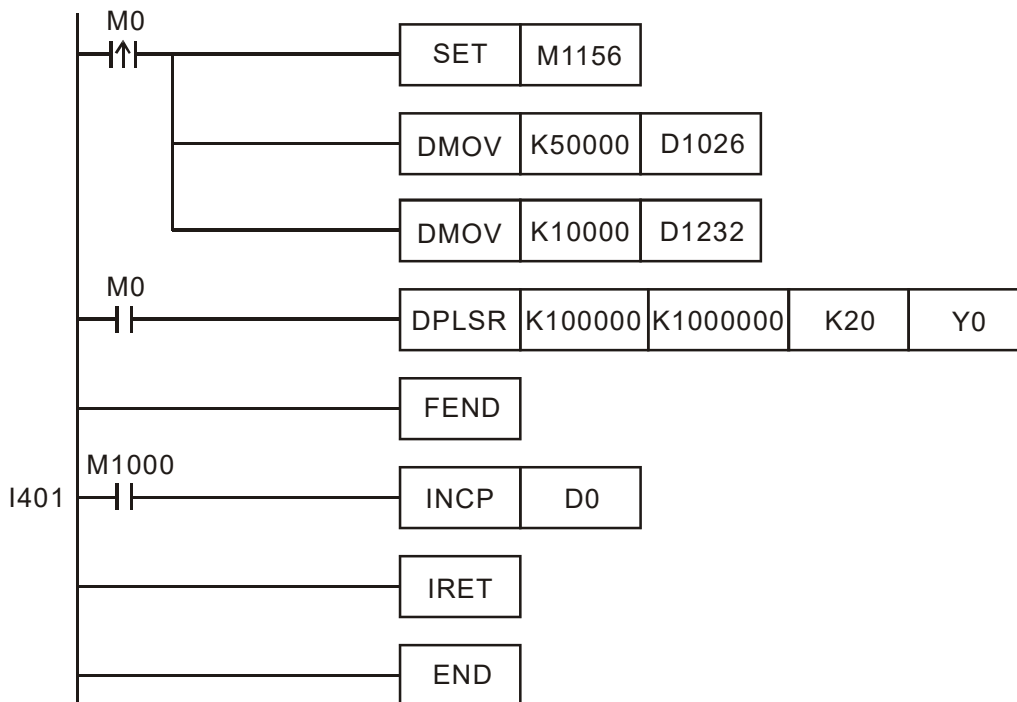 M0
SET M1156
DMOV K50000 D1026
DMOV K10000 D1232
M0
DPLSR K100000 K1000000 K20 Y0
FEND
M1000
I401 INCP D0
IRET
END